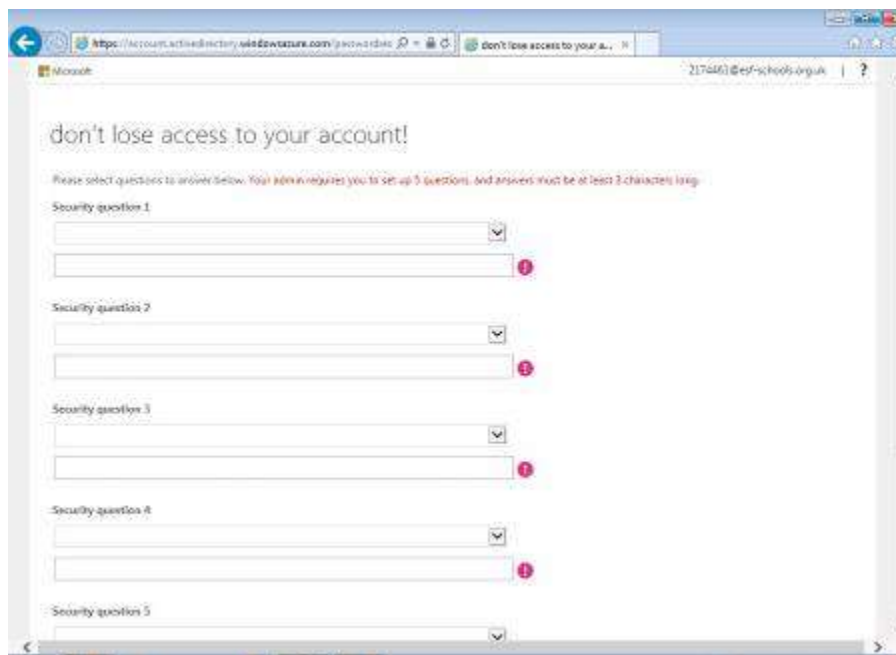 https://account.activedirectory.windowsazure.com/passwordres
don't lose access to your a...
Microsoft
@esf-schools.org.uk | ?
don't lose access to your account!
Please select questions to answer below. Your admin requires you to set up 5 questions, and answers must be at least 3 characters long.
Security question 1
Security question 2
Security question 3
Security question 4
Security question 5